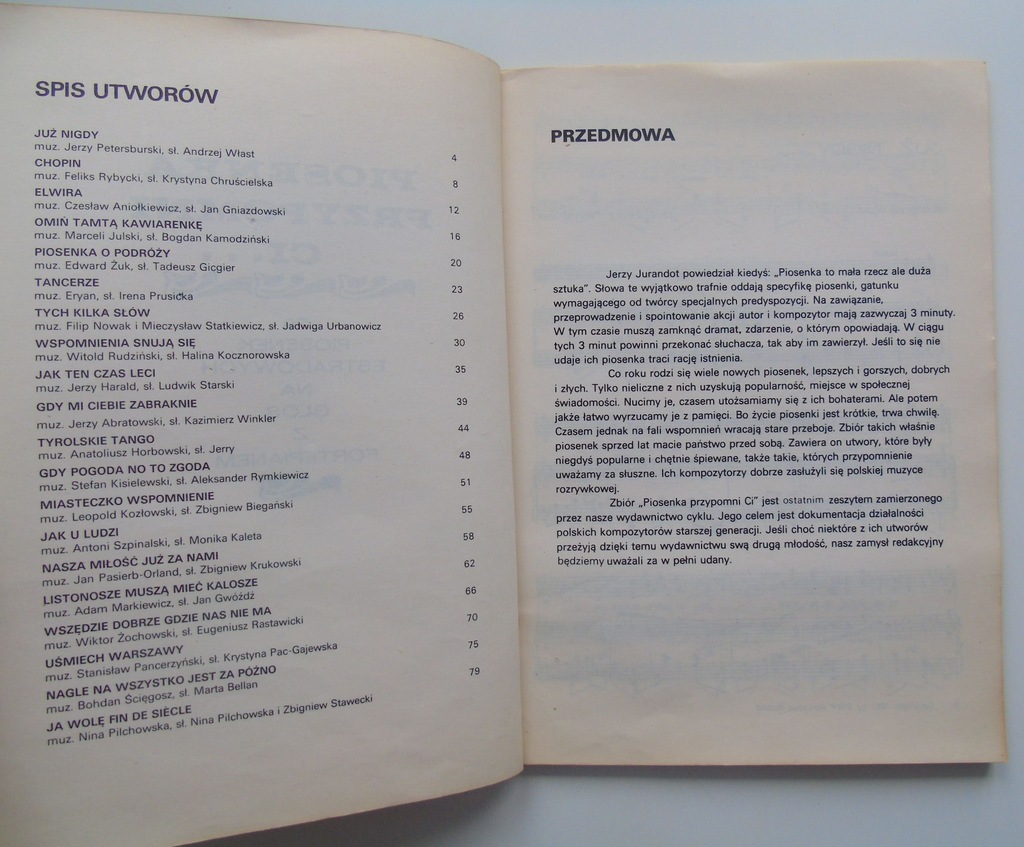 SPIS UTWORÓW
JUŻ NIGDY
muz. Jerzy Petersburski, sł. Andrzej Włast 4
CHOPIN
muz. Feliks Rybycki, sł. Krystyna Chruścielska 8
ELWIRA
muz. Czesław Aniołkiewicz, sł. Jan Gniazdowski 12
OMIŃ TAMTĄ KAWIARENKĘ
muz. Marceli Julski, sł. Bogdan Kamodziński 16
PIOSENKA O PODRÓŻY
muz. Edward Żuk, sł. Tadeusz Gicgier 20
TANCERZE
muz. Eryan, sł. Irena Prusicka 23
TYCH KILKA SŁÓW
muz. Filip Nowak i Mieczysław Statkiewicz, sł. Jadwiga Urbanowicz 26
WSPOMNIENIA SNUJĄ SIĘ
muz. Witold Rudziński, sł. Halina Kocznorowska 30
JAK TEN CZAS LECI
muz. Jerzy Harald, sł. Ludwik Starski 35
GDY MI CIEBIE ZABRAKNIE
muz. Jerzy Abratowski, sł. Kazimierz Winkler 39
TYROLSKIE TANGO
muz. Anatoliusz Horbowski, sł. Jerry 44
GDY POGODA NO TO ZGODA
muz. Stefan Kisielewski, sł. Aleksander Rymkiewicz 48
MIASTECZKO WSPOMNIENIE
muz. Leopold Kozłowski, sł. Zbigniew Biegański 51
JAK U LUDZI
muz. Antoni Szpinalski, sł. Monika Kaleta 55
NASZA MIŁOŚĆ JUŻ ZA NAMI
muz. Jan Pasierb-Orland, sł. Zbigniew Krukowski 58
LISTONOSZE MUSZĄ MIEĆ KALOSZE
muz. Adam Markiewicz, sł. Jan Gwóźdź 62
WSZĘDZIE DOBRZE GDZIE NAS NIE MA
muz. Wiktor Żochowski, sł. Eugeniusz Rastawicki 66
UŚMIECH WARSZAWY
muz. Stanisław Pancerzyński, sł. Krystyna Pac-Gajewska 70
NAGLE NA WSZYSTKO JEST ZA PÓŹNO
muz. Bohdan Ścięgosz, sł. Marta Bellan 75
JA WOLĘ FIN DE SIÈCLE
muz. Nina Pilchowska, sł. Nina Pilchowska i Zbigniew Stawecki 79
PRZEDMOWA
Jerzy Jurandot powiedział kiedyś: „Piosenka to mała rzecz ale duża
sztuka”. Słowa te wyjątkowo trafnie oddają specyfikę piosenki, gatunku
wymagającego od twórcy specjalnych predyspozycji. Na zawiązanie,
przeprowadzenie i spointowanie akcji autor i kompozytor mają zazwyczaj 3 minuty.
W tym czasie muszą zamknąć dramat, zdarzenie, o którym opowiadają. W ciągu
tych 3 minut powinni przekonać słuchacza, tak aby im zawierzył. Jeśli to się nie
udaje ich piosenka traci rację istnienia.
Co roku rodzi się wiele nowych piosenek, lepszych i gorszych, dobrych
i złych. Tylko nieliczne z nich uzyskują popularność, miejsce w społecznej
świadomości. Nucimy je, czasem utożsamiamy się z ich bohaterami. Ale potem
jakże łatwo wyrzucamy je z pamięci. Bo życie piosenki jest krótkie, trwa chwilę.
Czasem jednak na fali wspomnień wracają stare przeboje. Zbiór takich właśnie
piosenek sprzed lat macie państwo przed sobą. Zawiera on utwory, które były
niegdyś popularne i chętnie śpiewane, także takie, których przypomnienie
uważamy za słuszne. Ich kompozytorzy dobrze zasłużyli się polskiej muzyce
rozrywkowej.
Zbiór „Piosenka przypomni Ci” jest ostatnim zeszytem zamierzonego
przez nasze wydawnictwo cyklu. Jego celem jest dokumentacja działalności
polskich kompozytorów starszej generacji. Jeśli choć niektóre z ich utworów
przeżyją dzięki temu wydawnictwu swą drugą młodość, nasz zamysł redakcyjny
będziemy uważali za w pełni udany.